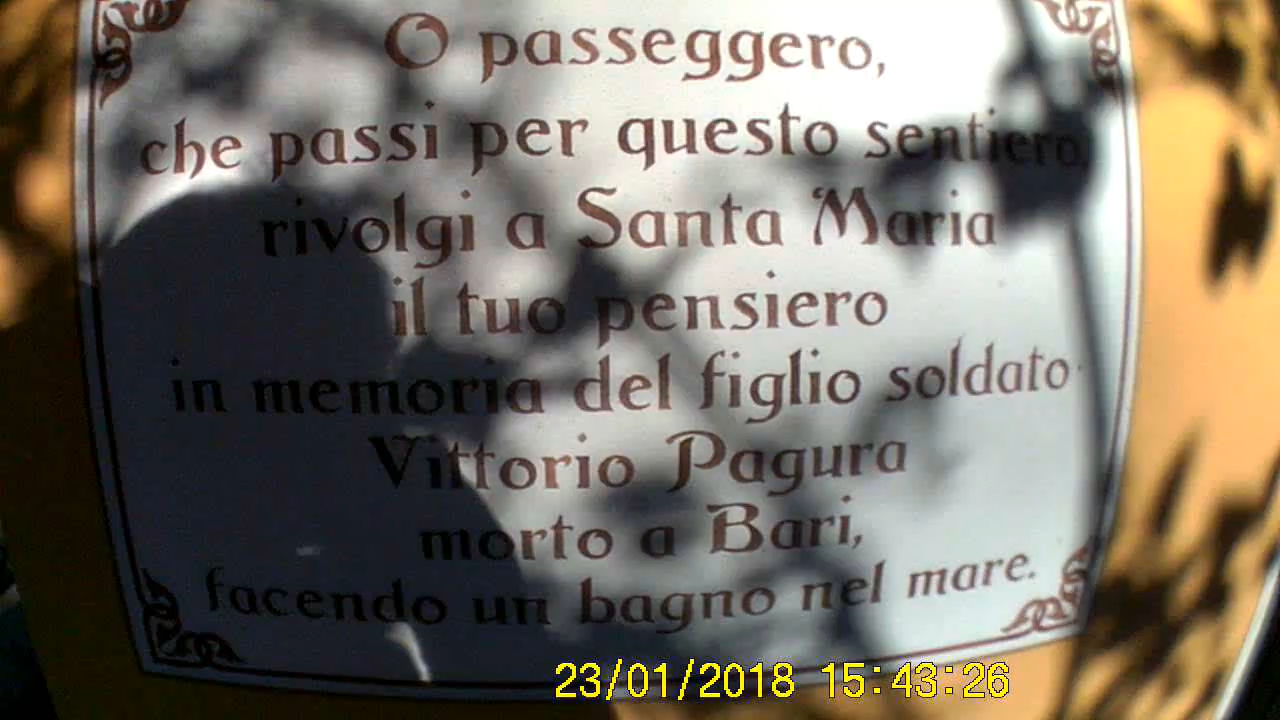 O passeggero,
che passi per questo sentiero,
rivolgi a Santa Maria
il tuo pensiero
in memoria del figlio soldato
Vittorio Pagura
morto a Bari,
facendo un bagno nel mare.
23/01/2018 15:43:26